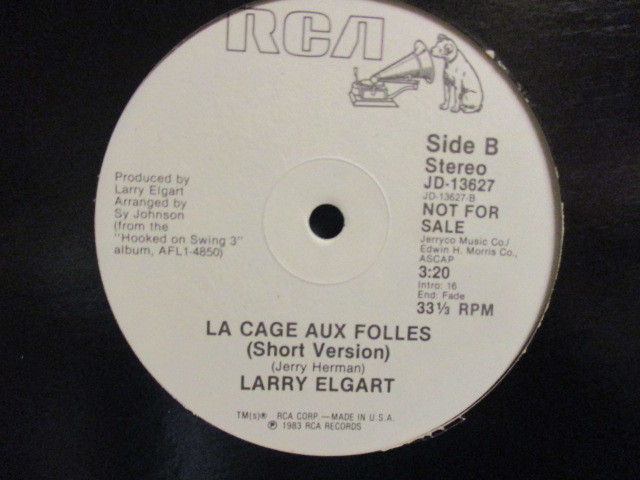 RCA
Side B
Stereo
JD-13627
JD-13627-B
NOT FOR
SALE
Jerryco Music Co./
Edwin H. Morris Co.,
ASCAP
3:20
Intro: 16
End: Fade
33⅓ RPM
Produced by
Larry Elgart
Arranged by
Sy Johnson
(from the
"Hooked on Swing 3"
album, AFL1-4850)
LA CAGE AUX FOLLES
(Short Version)
(Jerry Herman)
LARRY ELGART
TM(s)® RCA CORP.—MADE IN U.S.A.
℗ 1983 RCA RECORDS